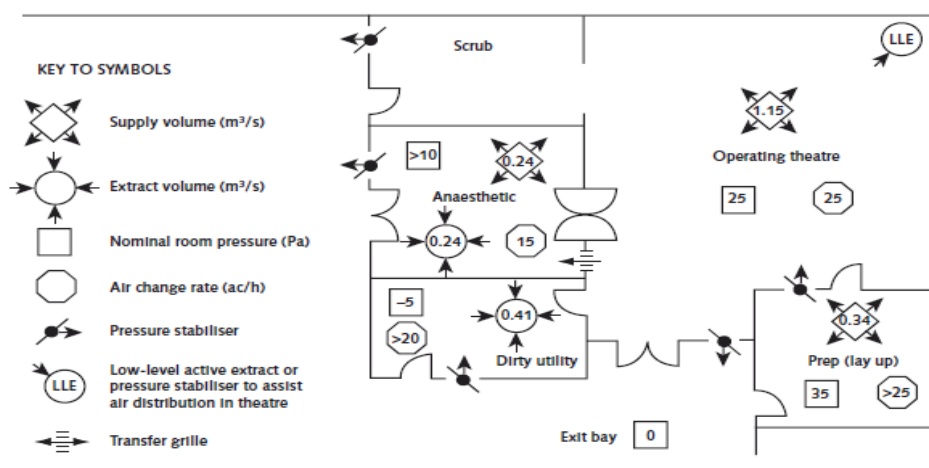 KEY TO SYMBOLS
Supply volume (m³/s)
Extract volume (m³/s)
Nominal room pressure (Pa)
Air change rate (ac/h)
Pressure stabiliser
LLE
Low-level active extract or
pressure stabiliser to assist
air distribution in theatre
Transfer grille
Scrub
LLE
1.15
Operating theatre
25
25
>10
0.24
Anaesthetic
0.24
15
–5
>20
0.41
Dirty utility
0.34
Prep (lay up)
35
>25
Exit bay
0